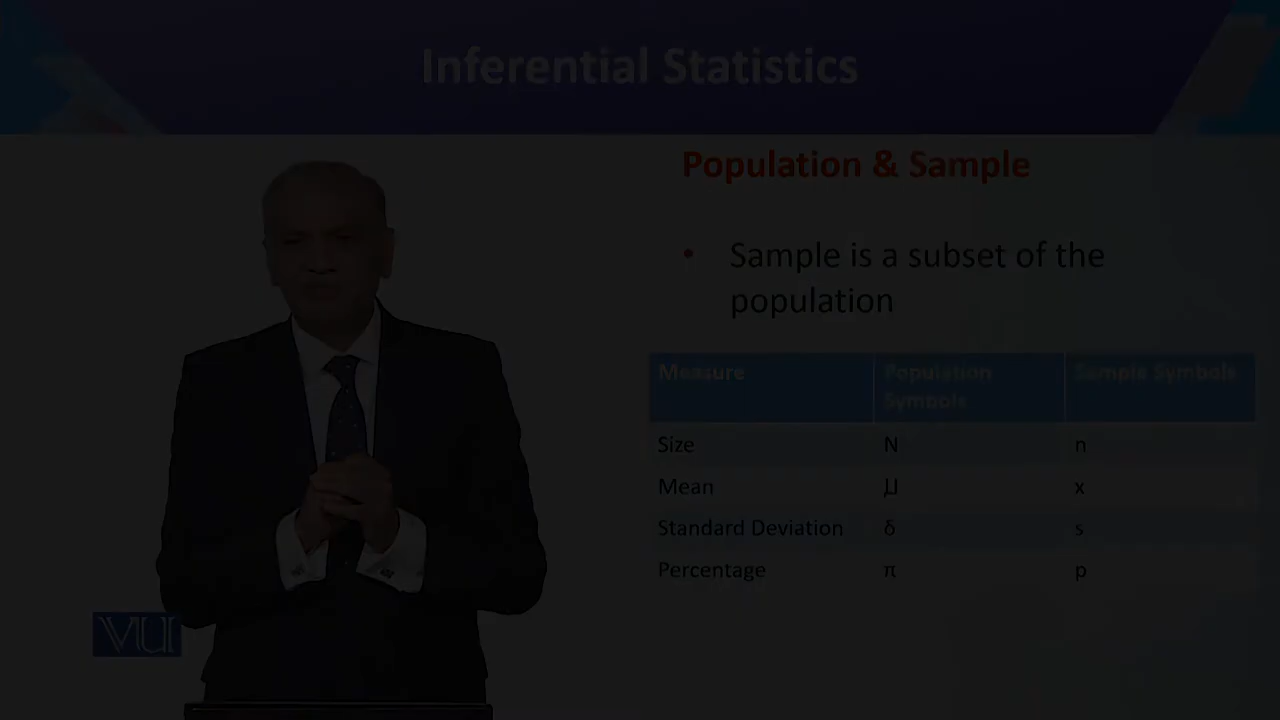 Inferential Statistics
Population & Sample
• Sample is a subset of the
population
Measure Population Symbols Sample Symbols
Size N n
Mean μ x
Standard Deviation δ s
Percentage π p
VU